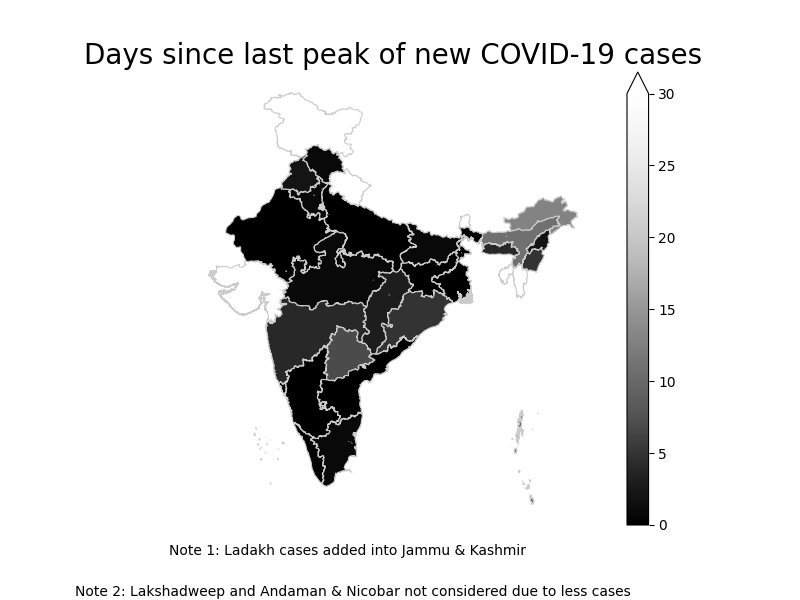 Days since last peak of new COVID-19 cases
30
25
20
15
10
5
0
Note 1: Ladakh cases added into Jammu & Kashmir
Note 2: Lakshadweep and Andaman & Nicobar not considered due to less cases